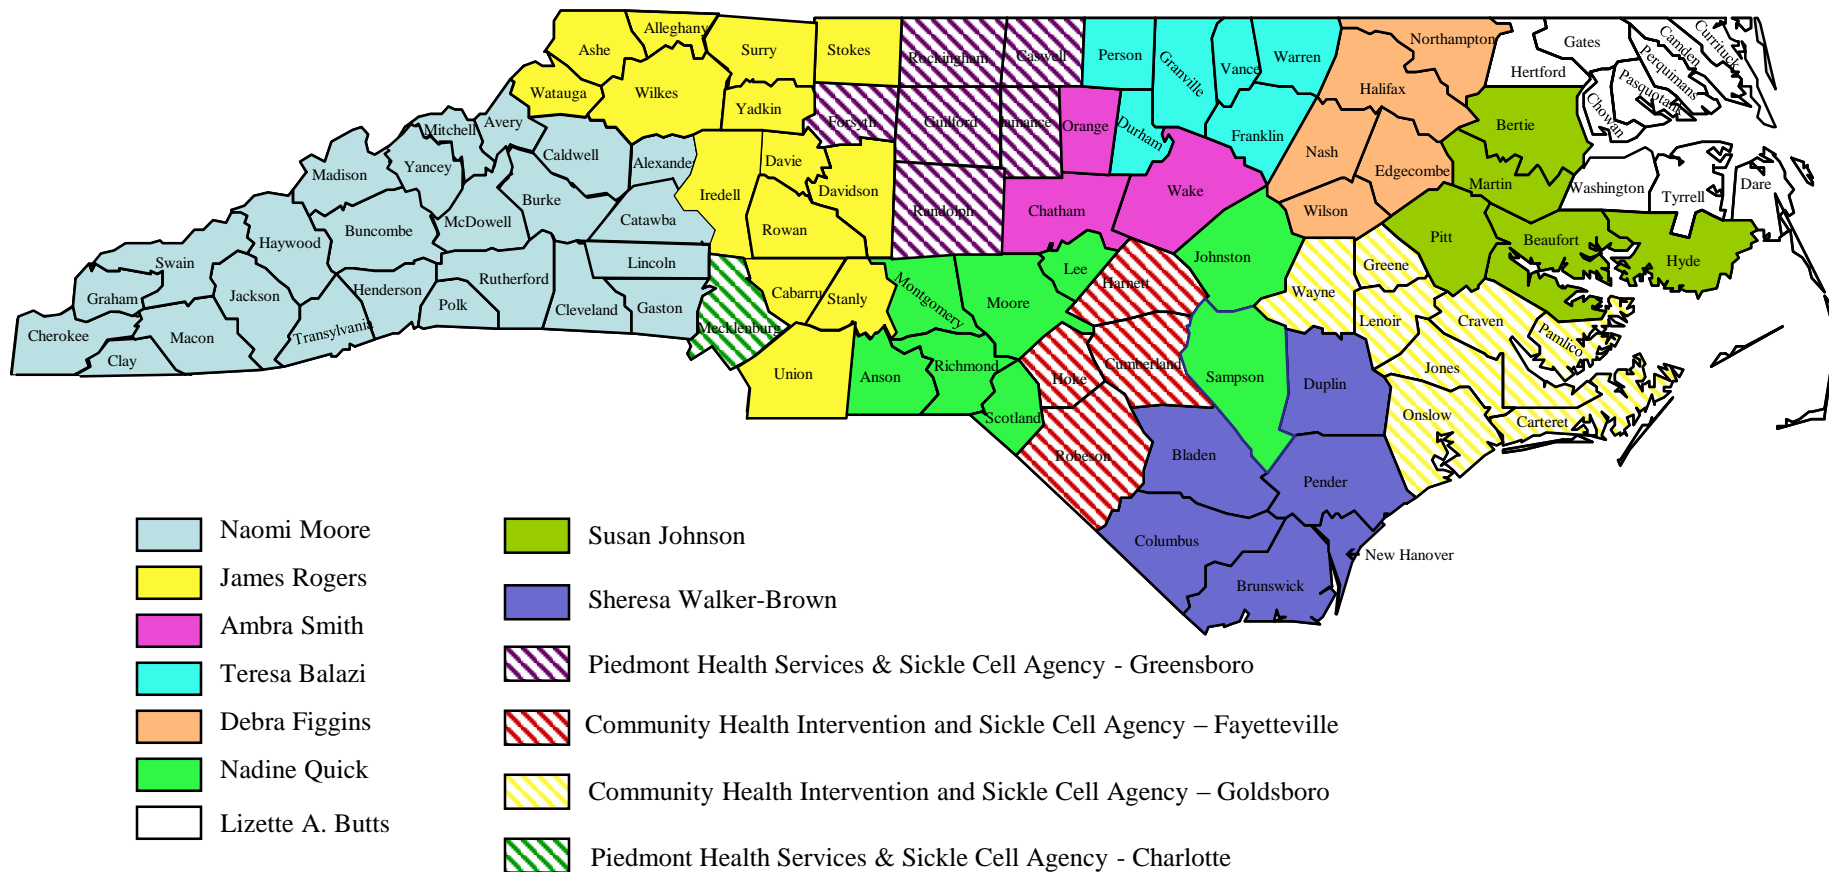 Alleghany
Ashe
Surry
Stokes
Rockingham
Caswell
Person
Granville
Vance
Warren
Northampton
Gates
Camden
Currituck
Hertford
Perquimans
Pasquotank
Chowan
Watauga
Wilkes
Yadkin
Forsyth
Guilford
amance
Orange
Durham
Franklin
Halifax
Bertie
Mitchell
Avery
Caldwell
Alexande
Davie
Nash
Edgecombe
Martin
Washington
Tyrrell
Dare
Madison
Yancey
Burke
Iredell
Davidson
Randolph
Chatham
Wake
Wilson
McDowell
Catawba
Rowan
Buncombe
Haywood
Pitt
Beaufort
Hyde
Swain
Lincoln
Johnston
Greene
Lee
Harnett
Graham
Jackson
Henderson
Rutherford
Polk
Cleveland
Gaston
Mecklenburg
Cabarru
Stanly
Montgomery
Moore
Wayne
Lenoir
Craven
Pamlico
Cherokee
Clay
Macon
Transylvania
Union
Anson
Richmond
Scotland
Hoke
Cumberland
Sampson
Duplin
Jones
Onslow
Carteret
Robeson
Bladen
Pender
Columbus
Brunswick
New Hanover
Naomi Moore
James Rogers
Ambra Smith
Teresa Balazi
Debra Figgins
Nadine Quick
Lizette A. Butts
Susan Johnson
Sheresa Walker-Brown
Piedmont Health Services & Sickle Cell Agency - Greensboro
Community Health Intervention and Sickle Cell Agency – Fayetteville
Community Health Intervention and Sickle Cell Agency – Goldsboro
Piedmont Health Services & Sickle Cell Agency - Charlotte